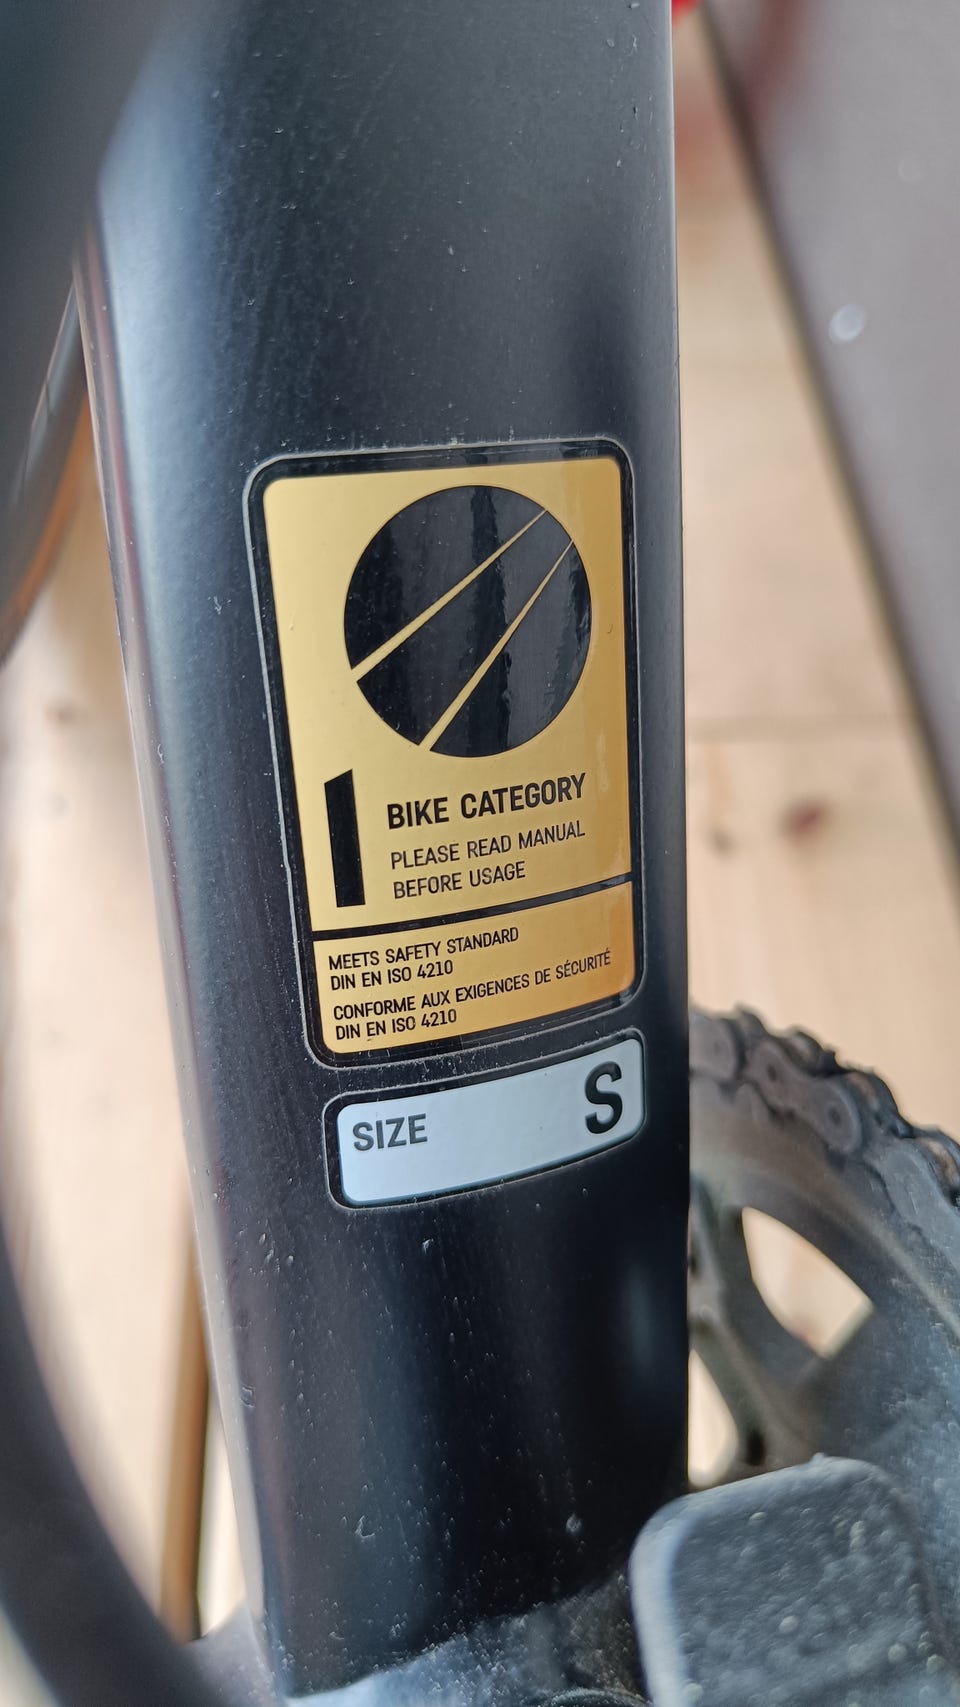 1
BIKE CATEGORY
PLEASE READ MANUAL
BEFORE USAGE
MEETS SAFETY STANDARD
DIN EN ISO 4210
CONFORME AUX EXIGENCES DE SÉCURITÉ
DIN EN ISO 4210
SIZE S